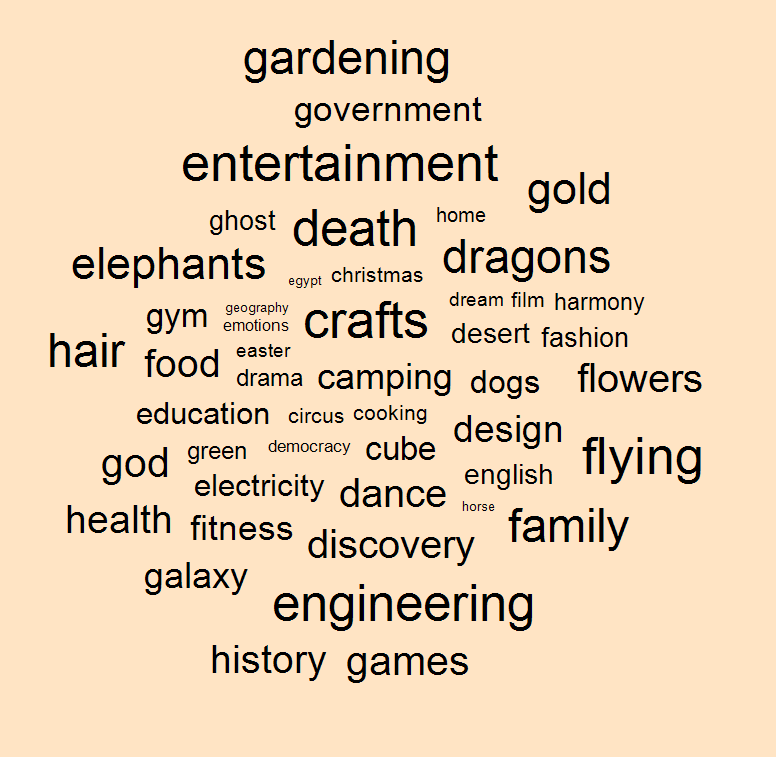 gardening
government
entertainment
gold
ghost death home
elephants dragons
egypt christmas
gym geography crafts dream film harmony
emotions desert fashion
hair food easter
drama camping dogs flowers
education circus cooking
design
god green democracy cube flying
electricity dance english
horse
health fitness discovery family
galaxy
engineering
history games